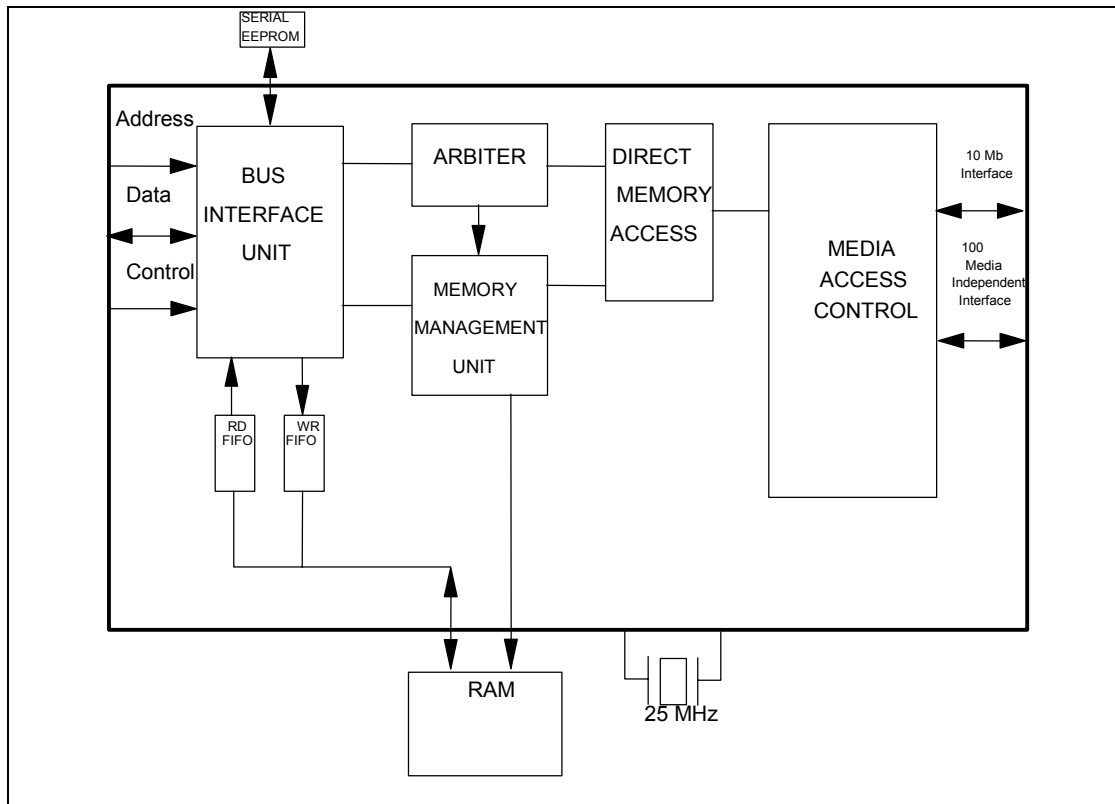 SERIAL
EEPROM
Address
Data
Control
BUS
INTERFACE
UNIT
ARBITER
MEMORY
MANAGEMENT
UNIT
DIRECT
MEMORY
ACCESS
MEDIA
ACCESS
CONTROL
10 Mb
Interface
100
Media
Independent
Interface
RD
FIFO
WR
FIFO
RAM
25 MHz